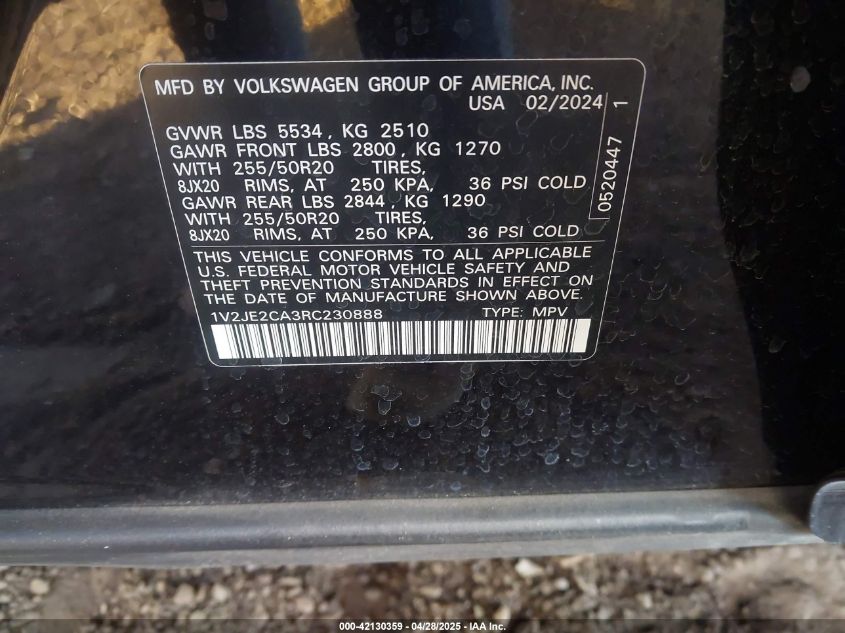 MFD BY VOLKSWAGEN GROUP OF AMERICA, INC.
USA 02/2024
1
0520447
GVWR LBS 5534, KG 2510
GAWR FRONT LBS 2800, KG 1270
WITH 255/50R20 TIRES,
8JX20 RIMS, AT 250 KPA, 36 PSI COLD
GAWR REAR LBS 2844, KG 1290
WITH 255/50R20 TIRES,
8JX20 RIMS, AT 250 KPA, 36 PSI COLD
THIS VEHICLE CONFORMS TO ALL APPLICABLE
U.S. FEDERAL MOTOR VEHICLE SAFETY AND
THEFT PREVENTION STANDARDS IN EFFECT ON
THE DATE OF MANUFACTURE SHOWN ABOVE.
1V2JE2CA3RC230888 TYPE: MPV
000-42130359 - 04/28/2025 - IAA Inc.